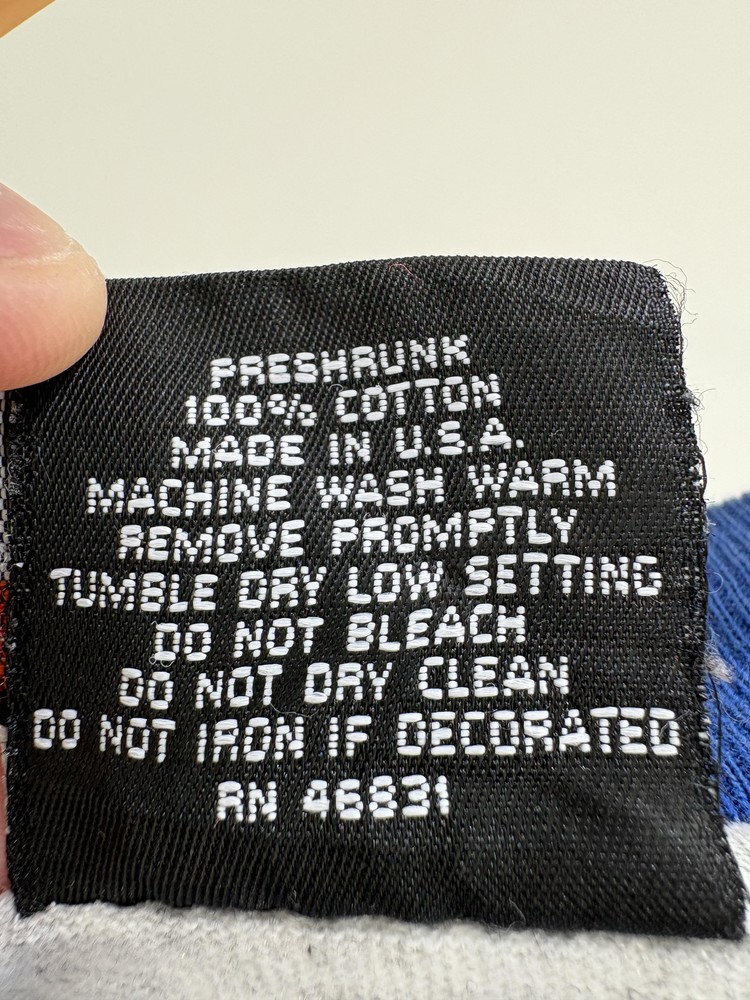 PRESHRUNK
100% COTTON
MADE IN U.S.A.
MACHINE WASH WARM
REMOVE PROMPTLY
TUMBLE DRY LOW SETTING
DO NOT BLEACH
DO NOT DRY CLEAN
DO NOT IRON IF DECORATED
RN 46831